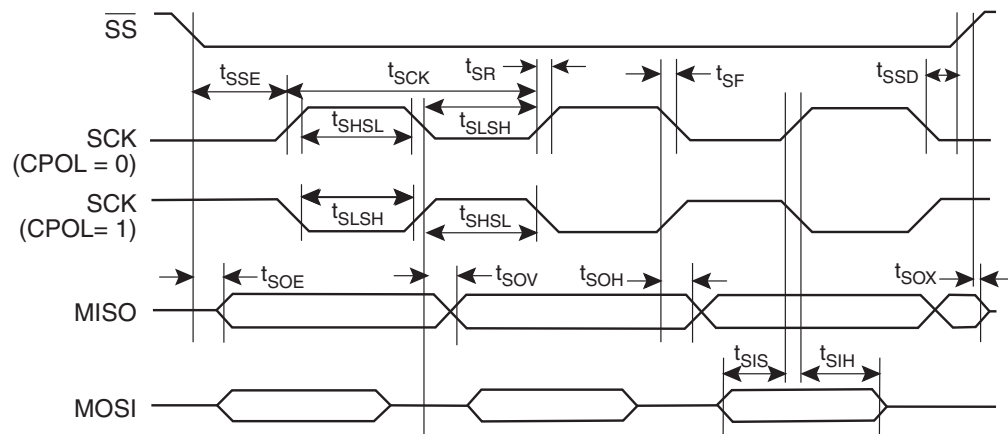 SS
tSSE
tSCK
tSR
tSF
tSSD
SCK
(CPOL = 0)
tSHSL
tSLSH
SCK
(CPOL= 1)
tSLSH
tSHSL
tSOE
tSOV
tSOH
tSOX
MISO
tSIS
tSIH
MOSI